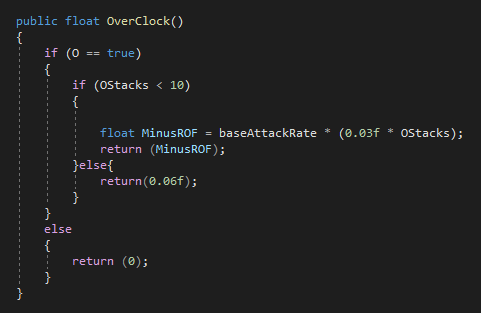 public float OverClock()
{
if (O == true)
{
if (OStacks < 10)
{
float MinusROF = baseAttackRate * (0.03f * OStacks);
return (MinusROF);
}else{
return(0.06f);
}
}
else
{
return (0);
}
}